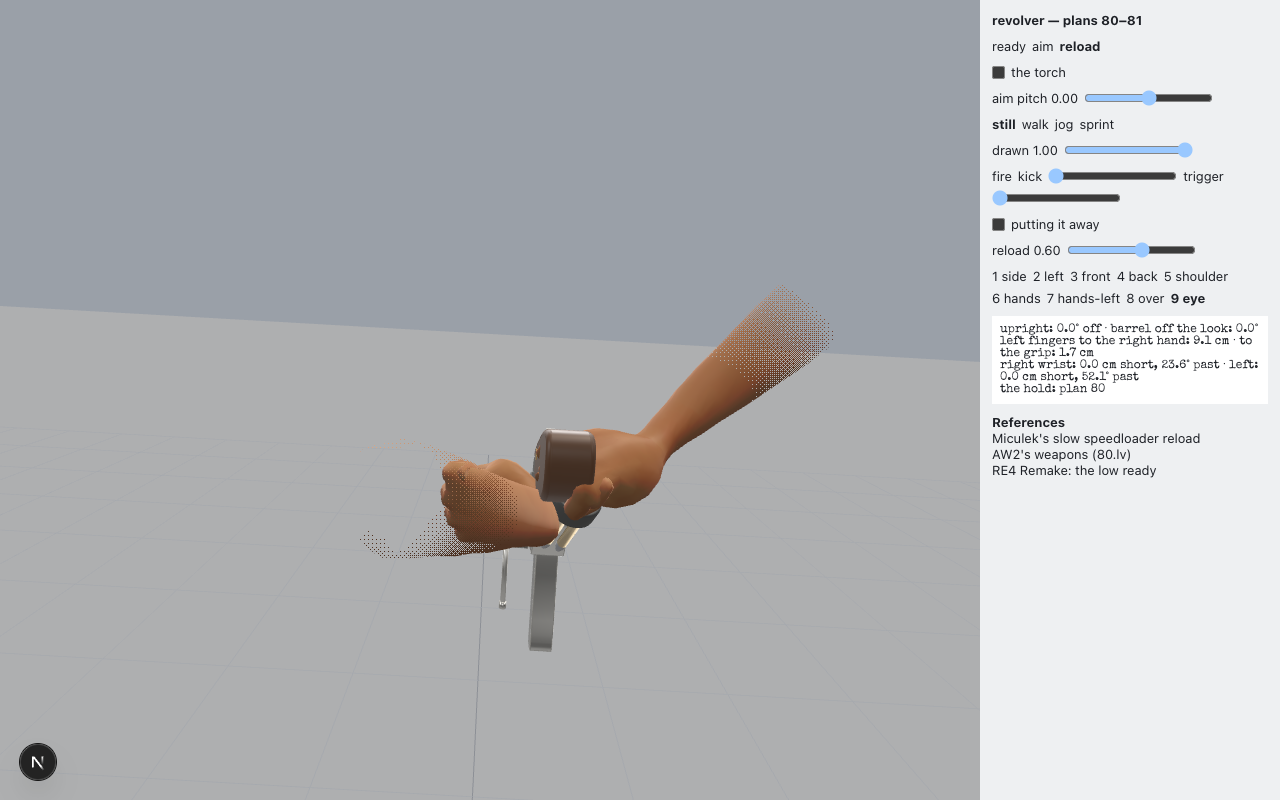 revolver — plans 80–81
ready aim reload
the torch
aim pitch 0.00
still walk jog sprint
drawn 1.00
fire kick trigger
putting it away
reload 0.60
1 side 2 left 3 front 4 back 5 shoulder
6 hands 7 hands-left 8 over 9 eye
upright: 0.0° off · barrel off the look: 0.0°
left fingers to the right hand: 9.1 cm · to
the grip: 1.7 cm
right wrist: 0.0 cm short, 23.6° past · left:
0.0 cm short, 52.1° past
the hold: plan 80
References
Miculek's slow speedloader reload
AW2's weapons (80.lv)
RE4 Remake: the low ready
N